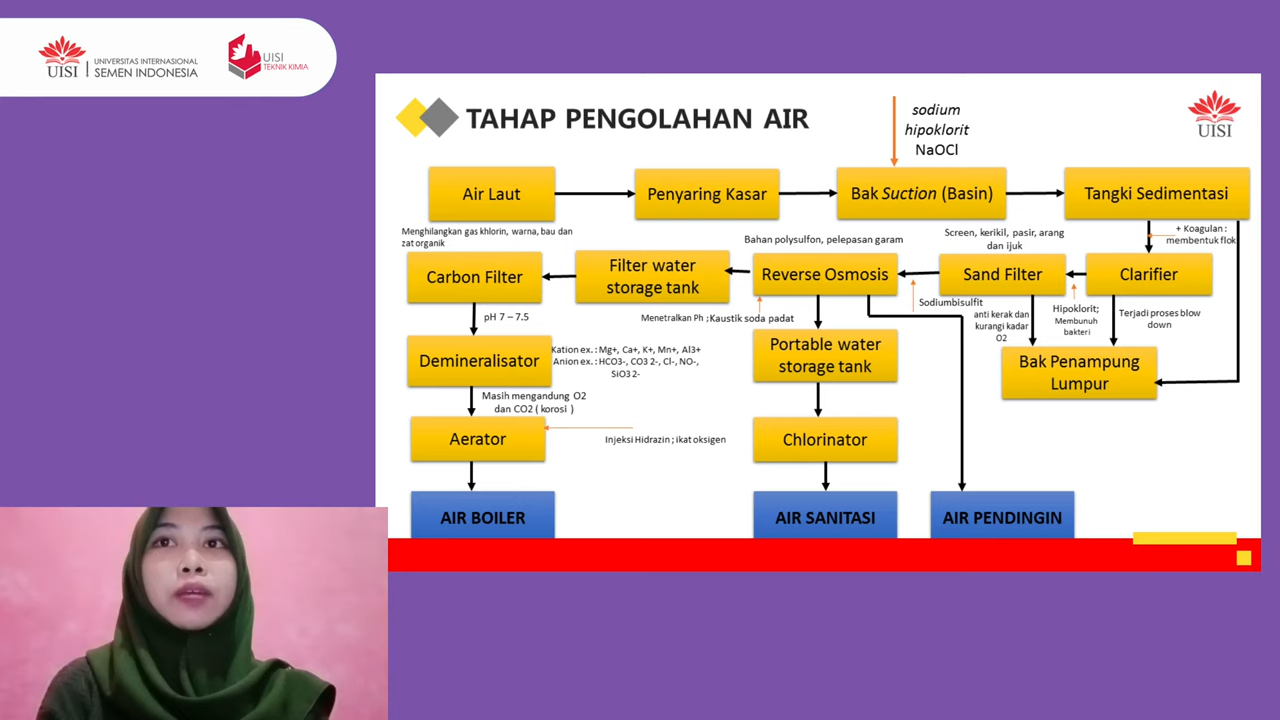 UISI
UNIVERSITAS INTERNASIONAL
SEMEN INDONESIA
UISI
TEKNIK KIMIA
TAHAP PENGOLAHAN AIR
UISI
sodium
hipoklorit
NaOCl
Air Laut
Penyaring Kasar
Bak Suction (Basin)
Tangki Sedimentasi
+ Koagulan :
membentuk flok
Menghilangkan gas khlorin, warna, bau dan
zat organik
Bahan polysulfon, pelepasan garam
Screen, kerikil, pasir, arang
dan ijuk
Carbon Filter
Filter water
storage tank
Reverse Osmosis
Sand Filter
Clarifier
pH 7 – 7.5
Menetralkan Ph ; Kaustik soda padat
Sodiumbisulfit
anti kerak dan
kurangi kadar
O2
Hipoklorit;
Membunuh
bakteri
Terjadi proses blow
down
Demineralisator
Kation ex. : Mg+, Ca+, K+, Mn+, Al3+
Anion ex. : HCO3-, CO3 2-, Cl-, NO-,
SiO3 2-
Portable water
storage tank
Bak Penampung
Lumpur
Masih mengandung O2
dan CO2 ( korosi )
Aerator
Injeksi Hidrazin ; ikat oksigen
Chlorinator
AIR BOILER
AIR SANITASI
AIR PENDINGIN